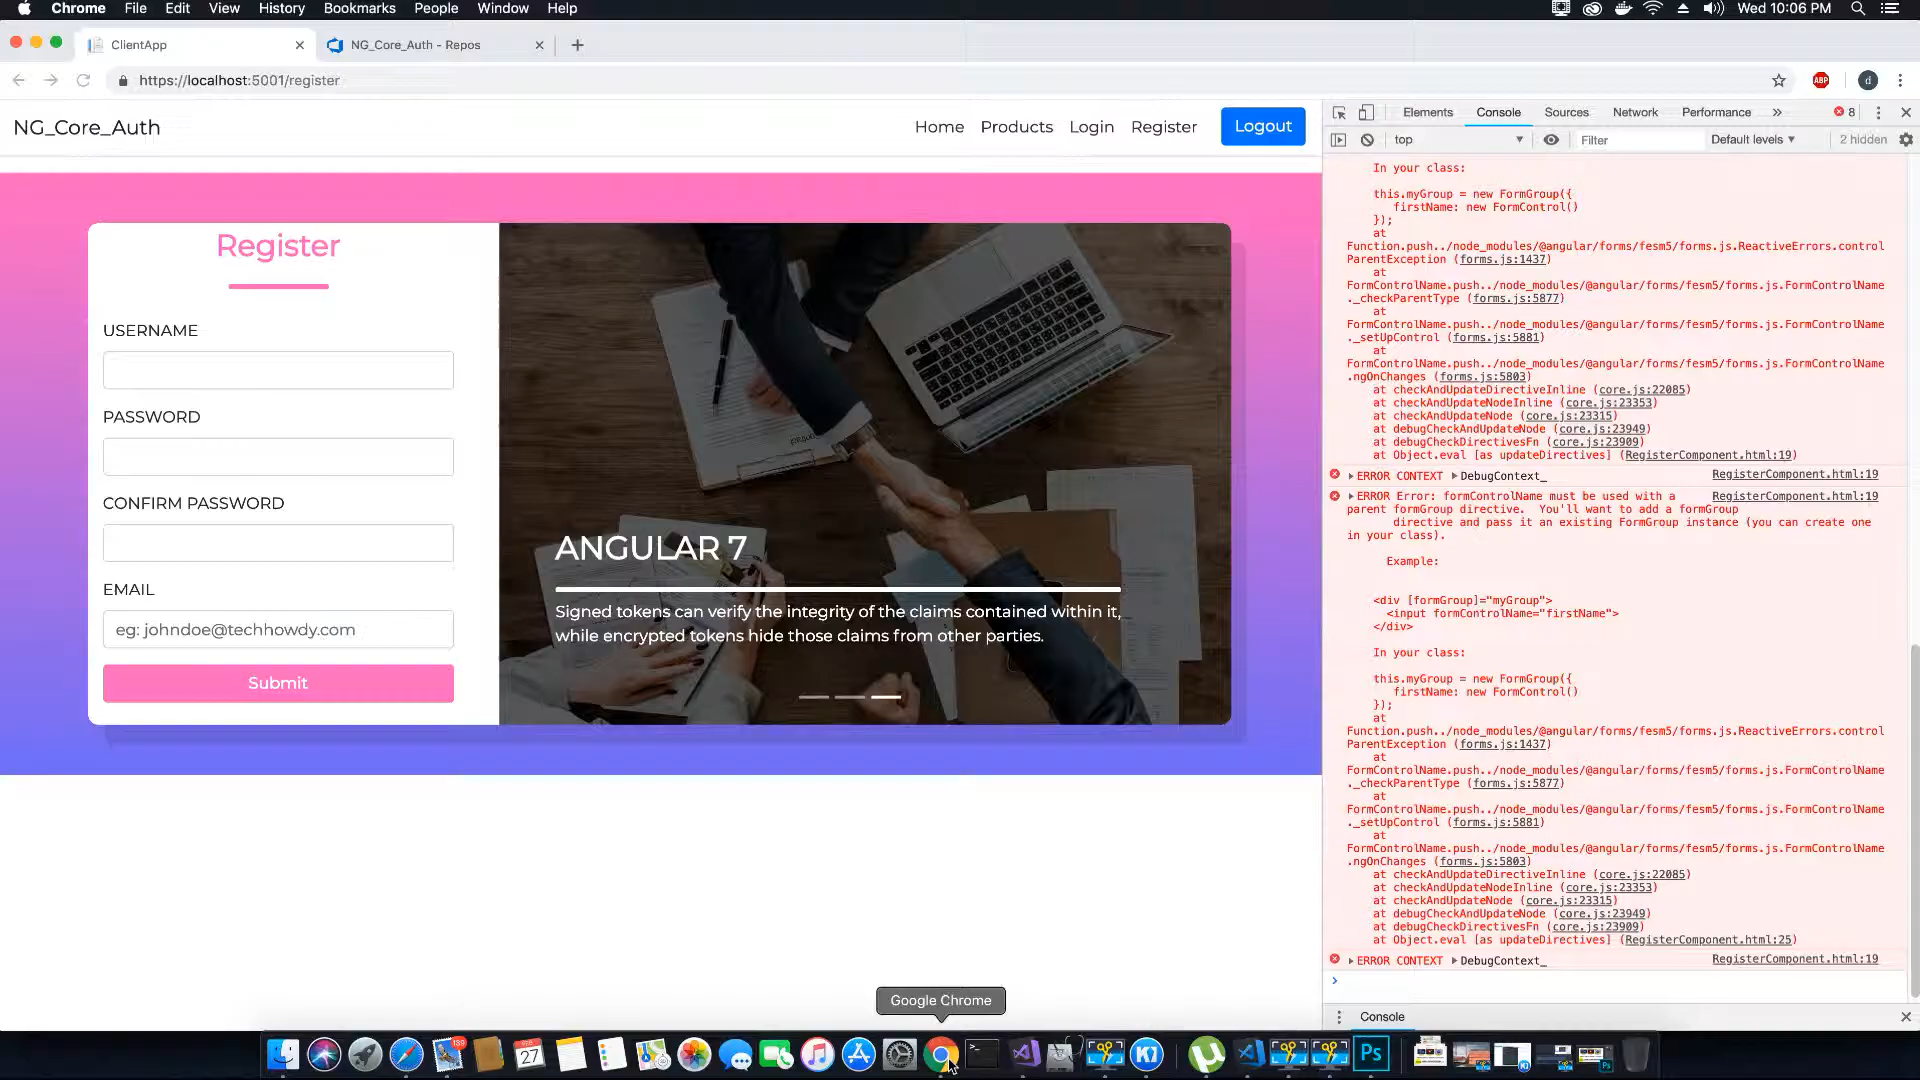 Chrome File Edit View History Bookmarks People Window Help Wed 10:06 PM
ClientApp NG_Core_Auth - Repos
https://localhost:5001/register ABP d
NG_Core_Auth Home Products Login Register Logout
Register
USERNAME
PASSWORD
CONFIRM PASSWORD
EMAIL
eg: johndoe@techhowdy.com
Submit
ANGULAR 7
Signed tokens can verify the integrity of the claims contained within it,
while encrypted tokens hide those claims from other parties.
Elements Console Sources Network Performance » 8
top Filter Default levels 2 hidden
In your class:
this.myGroup = new FormGroup({
firstName: new FormControl()
});
at
Function.push../node_modules/@angular/forms/fesm5/forms.js.ReactiveErrors.control
ParentException (forms.js:1437)
at
FormControlName.push../node_modules/@angular/forms/fesm5/forms.js.FormControlName
._checkParentType (forms.js:5877)
at
FormControlName.push../node_modules/@angular/forms/fesm5/forms.js.FormControlName
._setUpControl (forms.js:5881)
at
FormControlName.push../node_modules/@angular/forms/fesm5/forms.js.FormControlName
.ngOnChanges (forms.js:5803)
at checkAndUpdateDirectiveInline (core.js:22085)
at checkAndUpdateNodeInline (core.js:23353)
at checkAndUpdateNode (core.js:23315)
at debugCheckAndUpdateNode (core.js:23949)
at debugCheckDirectivesFn (core.js:23909)
at Object.eval [as updateDirectives] (RegisterComponent.html:19)
ERROR CONTEXT DebugContext_ RegisterComponent.html:19
ERROR Error: formControlName must be used with a RegisterComponent.html:19
parent formGroup directive. You'll want to add a formGroup
directive and pass it an existing FormGroup instance (you can create one
in your class).
Example:
<div [formGroup]="myGroup">
<input formControlName="firstName">
</div>
In your class:
this.myGroup = new FormGroup({
firstName: new FormControl()
});
at
Function.push../node_modules/@angular/forms/fesm5/forms.js.ReactiveErrors.control
ParentException (forms.js:1437)
at
FormControlName.push../node_modules/@angular/forms/fesm5/forms.js.FormControlName
._checkParentType (forms.js:5877)
at
FormControlName.push../node_modules/@angular/forms/fesm5/forms.js.FormControlName
._setUpControl (forms.js:5881)
at
FormControlName.push../node_modules/@angular/forms/fesm5/forms.js.FormControlName
.ngOnChanges (forms.js:5803)
at checkAndUpdateDirectiveInline (core.js:22085)
at checkAndUpdateNodeInline (core.js:23353)
at checkAndUpdateNode (core.js:23315)
at debugCheckAndUpdateNode (core.js:23949)
at debugCheckDirectivesFn (core.js:23909)
at Object.eval [as updateDirectives] (RegisterComponent.html:25)
ERROR CONTEXT DebugContext_ RegisterComponent.html:19
Console
Google Chrome
27
Ps